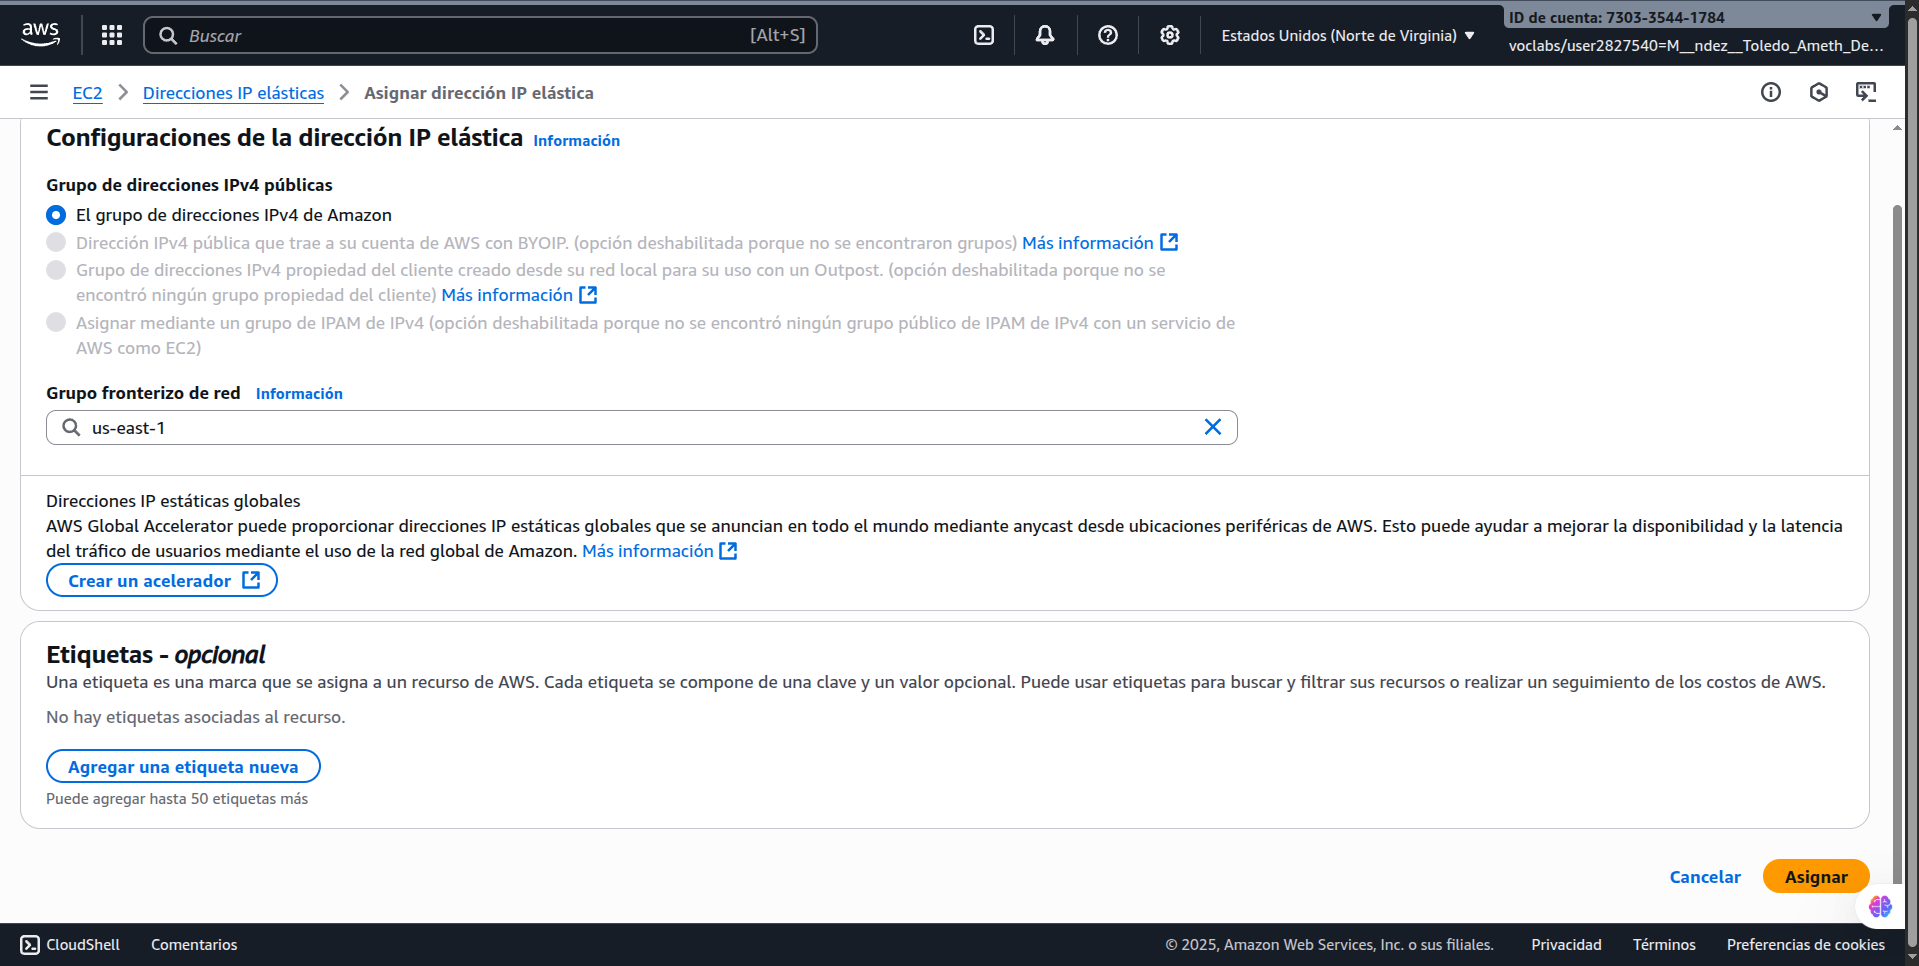 aws
Buscar
[Alt+S]
Estados Unidos (Norte de Virginia)
ID de cuenta: 7303-3544-1784
voclabs/user2827540=M__ndez__Toledo_Ameth_De...
EC2
Direcciones IP elásticas
Asignar dirección IP elástica
Configuraciones de la dirección IP elástica Información
Grupo de direcciones IPv4 públicas
El grupo de direcciones IPv4 de Amazon
Dirección IPv4 pública que trae a su cuenta de AWS con BYOIP. (opción deshabilitada porque no se encontraron grupos) Más información
Grupo de direcciones IPv4 propiedad del cliente creado desde su red local para su uso con un Outpost. (opción deshabilitada porque no se
encontró ningún grupo propiedad del cliente) Más información
Asignar mediante un grupo de IPAM de IPv4 (opción deshabilitada porque no se encontró ningún grupo público de IPAM de IPv4 con un servicio de
AWS como EC2)
Grupo fronterizo de red Información
us-east-1
Direcciones IP estáticas globales
AWS Global Accelerator puede proporcionar direcciones IP estáticas globales que se anuncian en todo el mundo mediante anycast desde ubicaciones periféricas de AWS. Esto puede ayudar a mejorar la disponibilidad y la latencia
del tráfico de usuarios mediante el uso de la red global de Amazon. Más información
Crear un acelerador
Etiquetas - opcional
Una etiqueta es una marca que se asigna a un recurso de AWS. Cada etiqueta se compone de una clave y un valor opcional. Puede usar etiquetas para buscar y filtrar sus recursos o realizar un seguimiento de los costos de AWS.
No hay etiquetas asociadas al recurso.
Agregar una etiqueta nueva
Puede agregar hasta 50 etiquetas más
Cancelar
Asignar
CloudShell
Comentarios
© 2025, Amazon Web Services, Inc. o sus filiales.
Privacidad
Términos
Preferencias de cookies